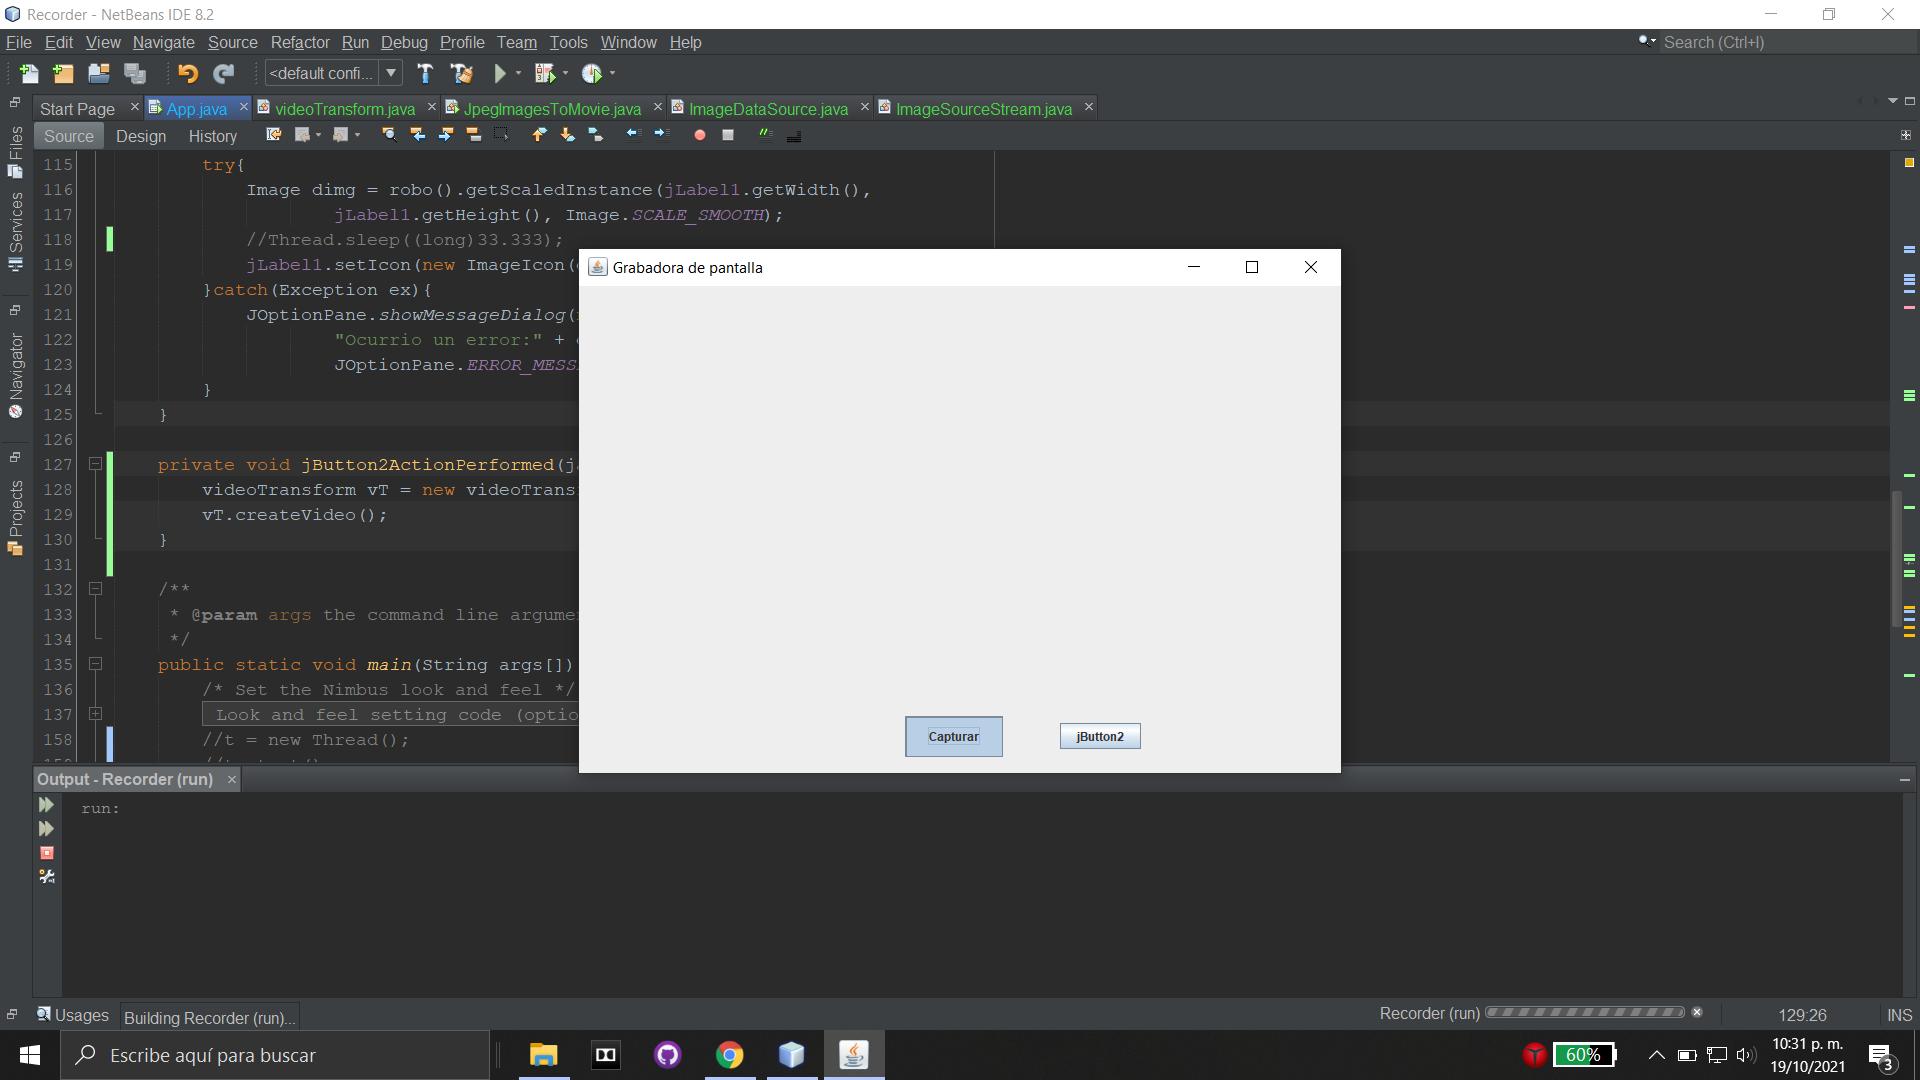 Recorder - NetBeans IDE 8.2
File Edit View Navigate Source Refactor Run Debug Profile Team Tools Window Help
Search (Ctrl+I)
<default confi...
Start Page App.java videoTransform.java JpegImagesToMovie.java ImageDataSource.java ImageSourceStream.java
Source Design History
Files
Services
Navigator
Projects
115 try{
116 Image dimg = robo().getScaledInstance(jLabel1.getWidth(),
117 jLabel1.getHeight(), Image.SCALE_SMOOTH);
118 //Thread.sleep((long)33.333);
119 jLabel1.setIcon(new ImageIcon(
120 }catch(Exception ex){
121 JOptionPane.showMessageDialog(
122 "Ocurrio un error:" +
123 JOptionPane.ERROR_MESS
124 }
125 }
126
127 private void jButton2ActionPerformed(j
128 videoTransform vT = new videoTrans
129 vT.createVideo();
130 }
131
132 /**
133 * @param args the command line argume
134 */
135 public static void main(String args[])
136 /* Set the Nimbus look and feel */
137 Look and feel setting code (optio
158 //t = new Thread();
Grabadora de pantalla
Capturar
jButton2
Output - Recorder (run)
run:
Usages
Building Recorder (run)...
Recorder (run)
129:26
INS
Escribe aquí para buscar
60%
10:31 p. m.
19/10/2021
3